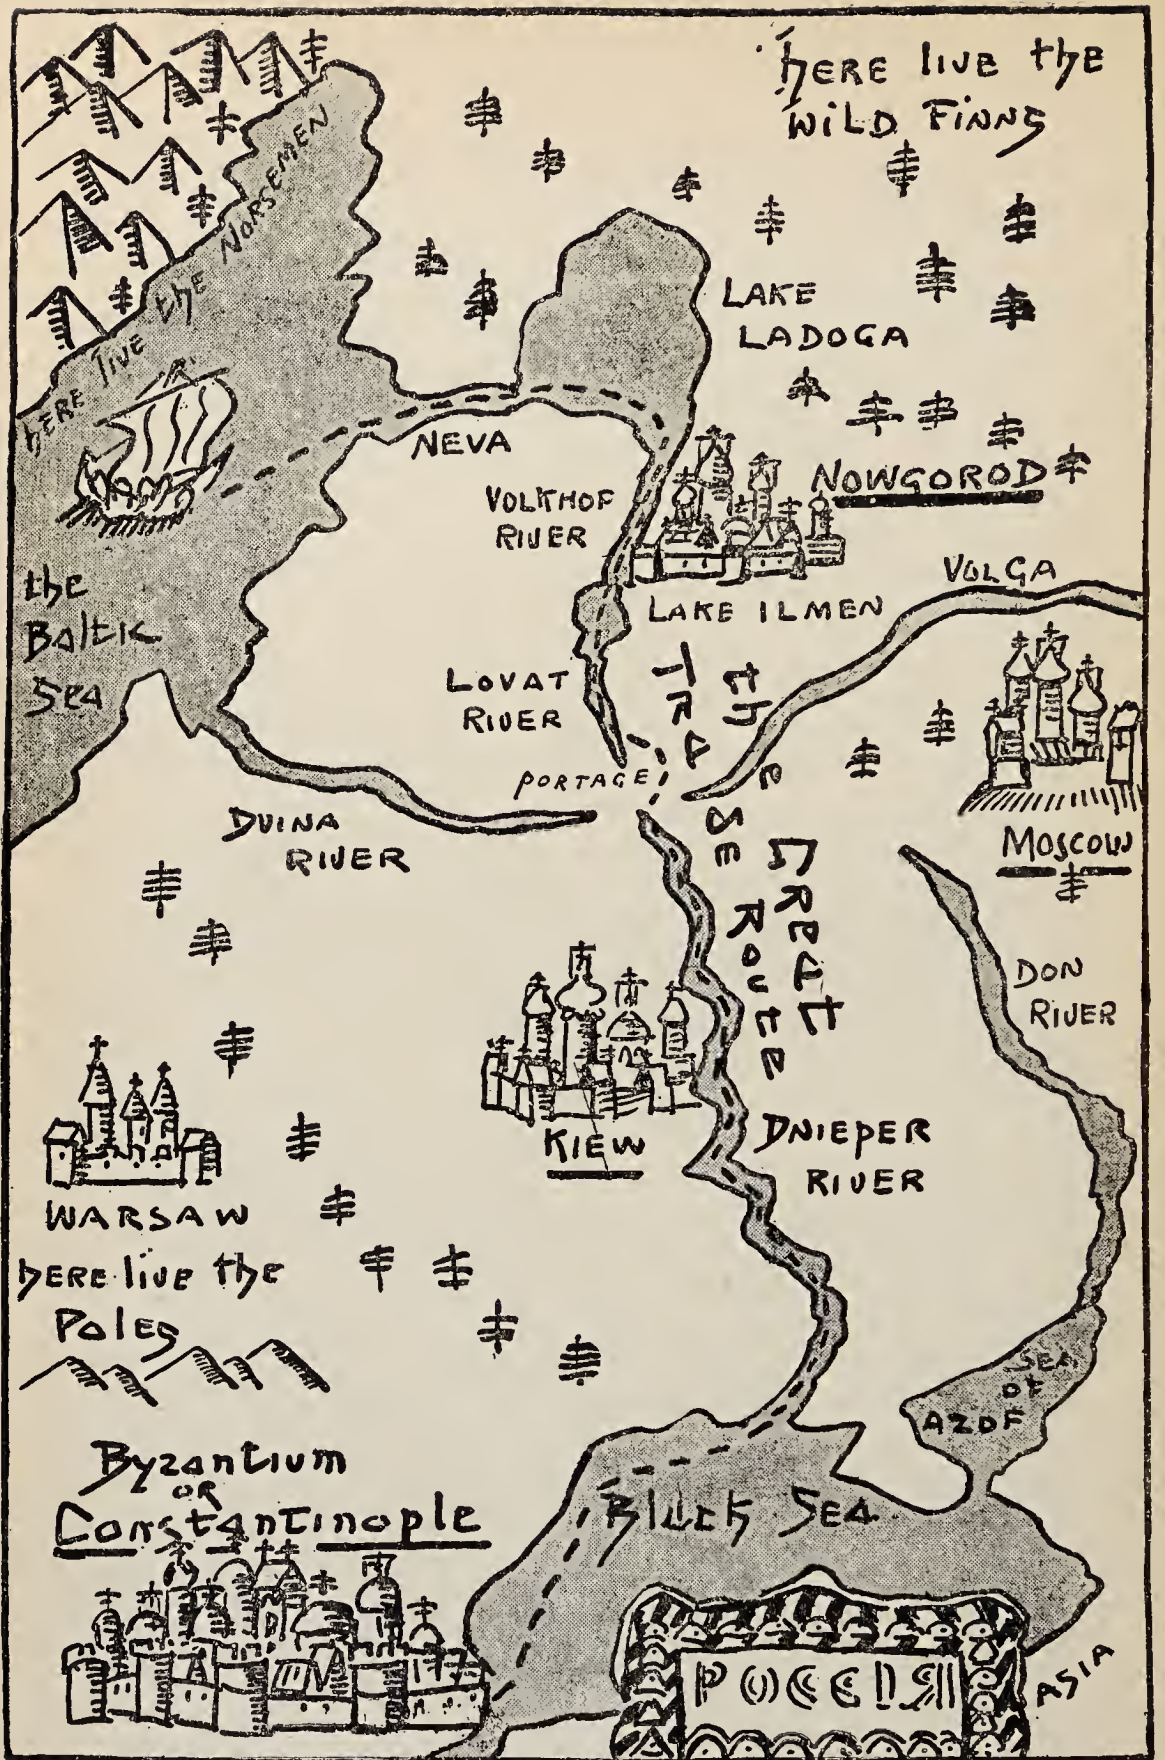 HERE live the
WILD FINNS
HERE live the NORSEMEN
LAKE
LADOGA
NEVA
NOWGOROD
VOLKHOF
RIVER
VOLGA
the
Baltic
Sea
LAKE ILMEN
LOVAT
RIVER
PORTAGE
THE GREAT
TRADE ROUTE
DUINA
RIVER
MOSCOW
DON
RIVER
KIEW
DNIEPER
RIVER
WARSAW
HERE live the
Poles
SEA
of
AZOF
Byzantium
OR
Constantinople
Black SEA
ASIA